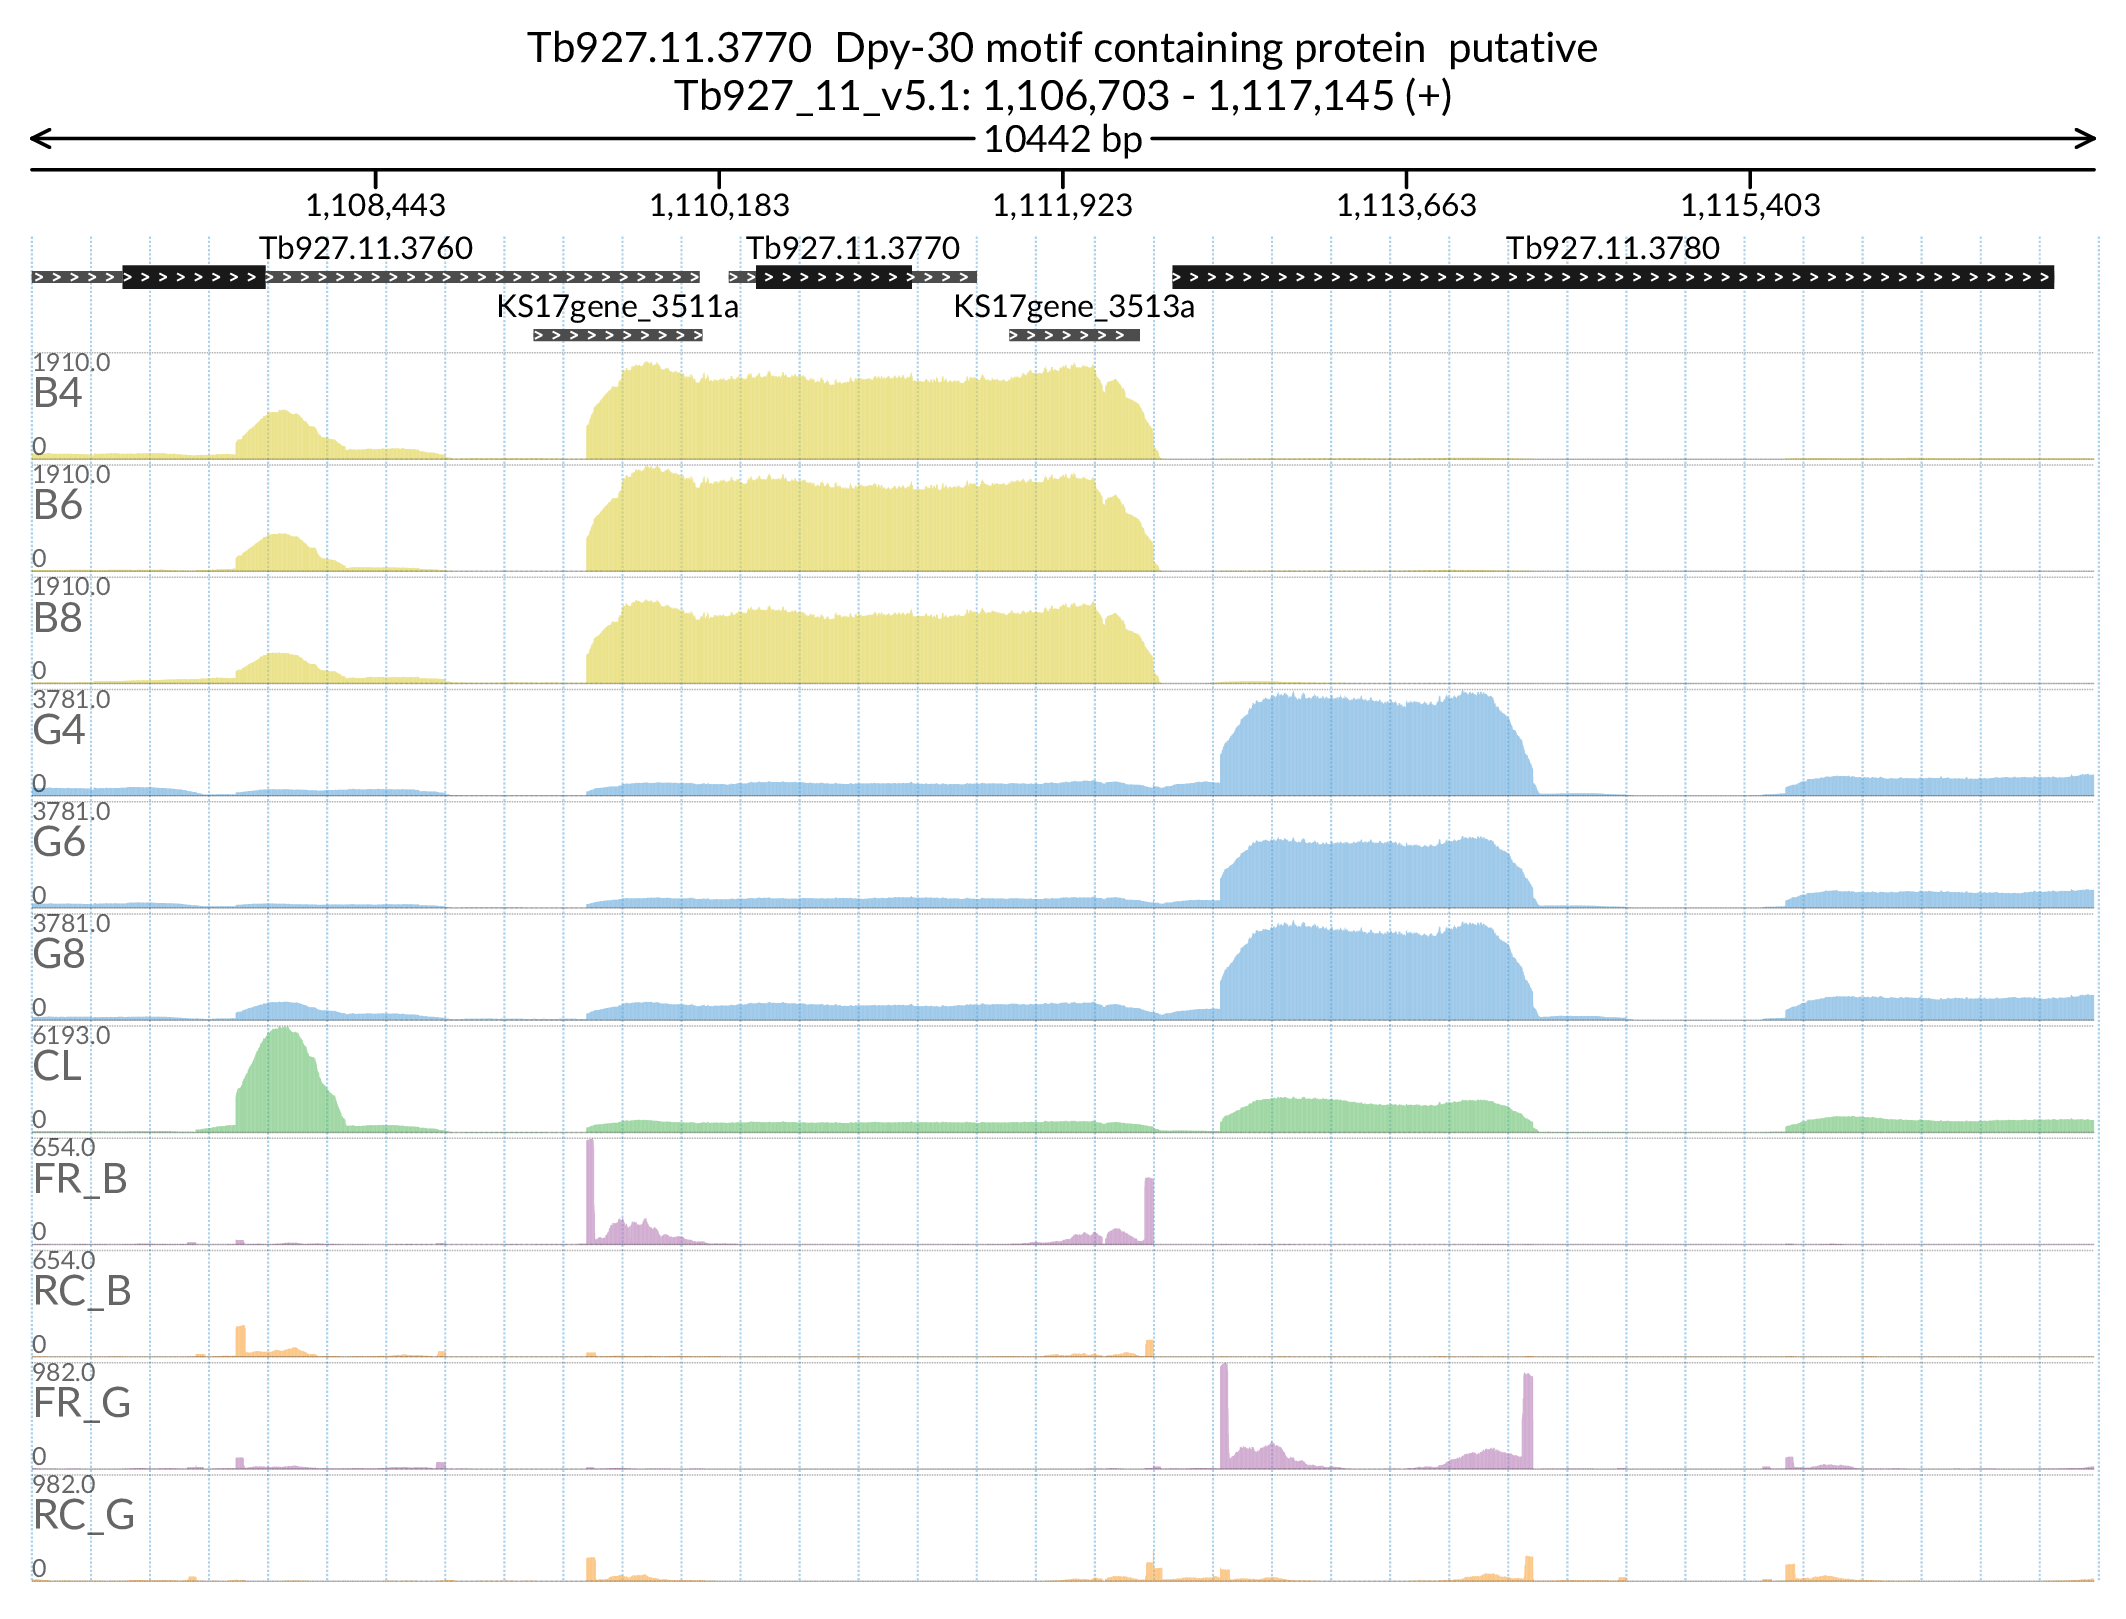 Tb927.11.3770  Dpy-30 motif containing protein  putative
Tb927_11_v5.1: 1,106,703 - 1,117,145 (+)
10442 bp
1,108,443 1,110,183 1,111,923 1,113,663 1,115,403
Tb927.11.3760 Tb927.11.3770 Tb927.11.3780
KS17gene_3511a KS17gene_3513a
1910.0
B4
0
1910.0
B6
0
1910.0
B8
0
3781.0
G4
0
3781.0
G6
0
3781.0
G8
0
6193.0
CL
0
654.0
FR_B
0
654.0
RC_B
0
982.0
FR_G
0
982.0
RC_G
0